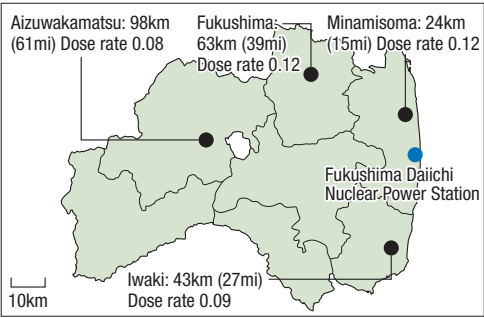 Aizuwakamatsu: 98km
(61mi) Dose rate 0.08
Fukushima:
63km (39mi)
Dose rate
0.12
Minamisoma: 24km
(15mi) Dose rate 0.12
Fukushima Daiichi
Nuclear Power Station
Iwaki: 43km (27mi)
Dose rate 0.09
10km